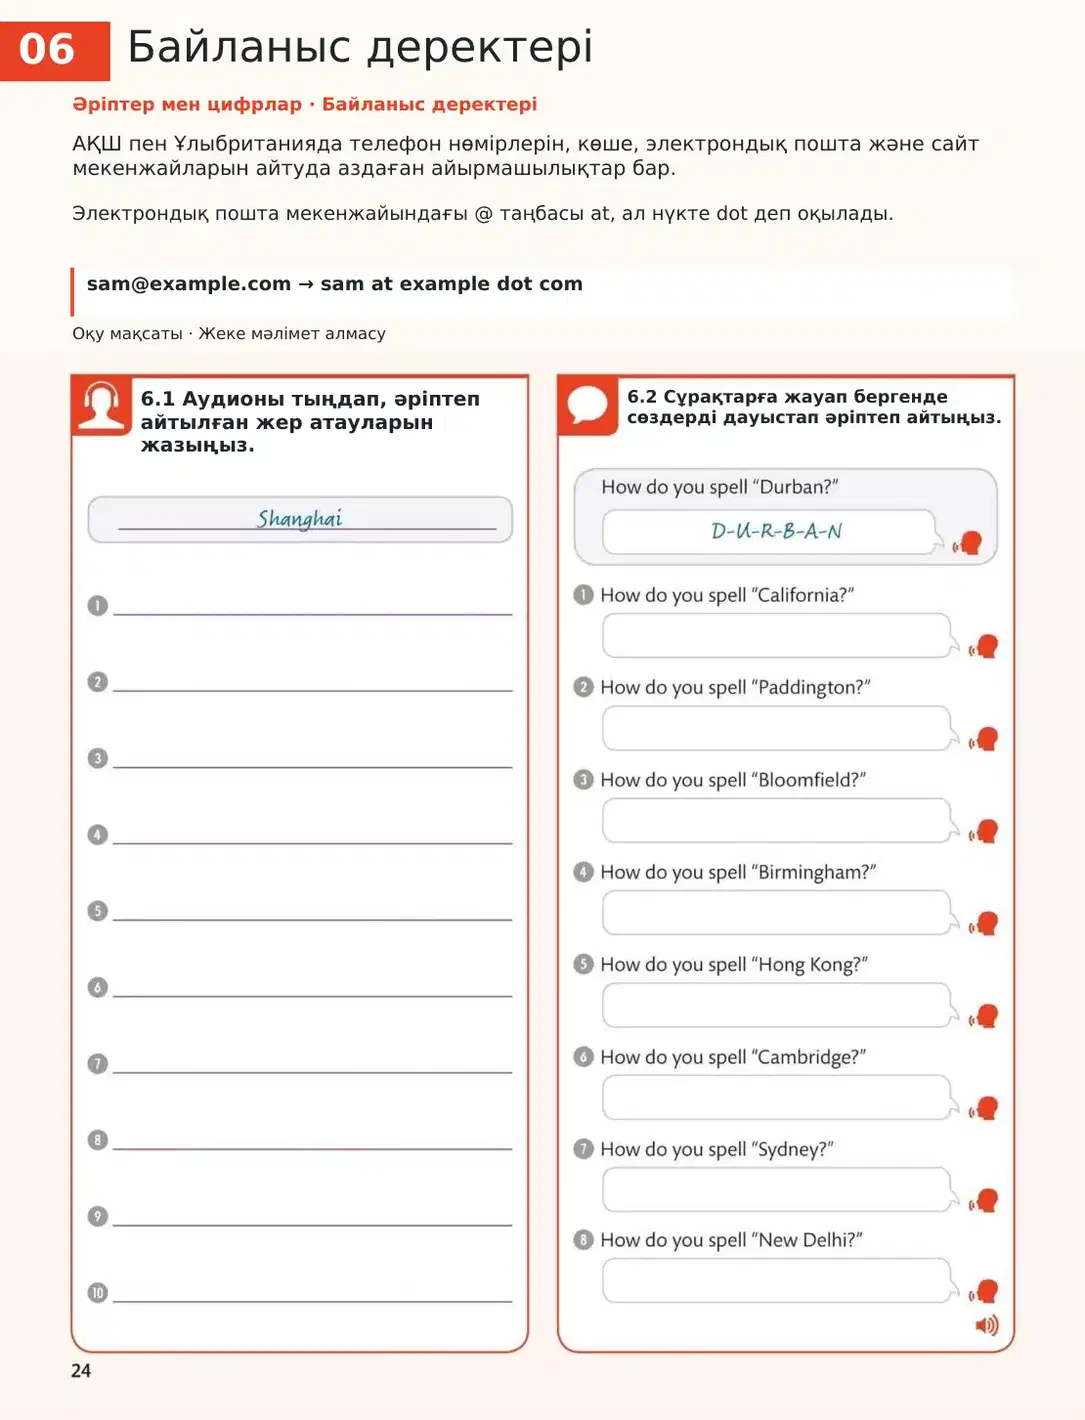 06
Байланыс деректері
Әріптер мен цифрлар · Байланыс деректері
АҚШ пен Ұлыбританияда телефон нөмірлерін, көше, электрондық пошта және сайт
мекенжайларын айтуда аздаған айырмашылықтар бар.
Электрондық пошта мекенжайындағы @ таңбасы at, ал нүкте dot деп оқылады.
sam@example.com → sam at example dot com
Оқу мақсаты · Жеке мәлімет алмасу
6.1 Аудионы тыңдап, әріптеп
айтылған жер атауларын
жазыңыз.
Shanghai
1
2
3
4
5
6
7
8
9
10
6.2 Сұрақтарға жауап бергенде
сөздерді дауыстап әріптеп айтыңыз.
How do you spell “Durban?”
D-U-R-B-A-N
1 How do you spell “California?”
2 How do you spell “Paddington?”
3 How do you spell “Bloomfield?”
4 How do you spell “Birmingham?”
5 How do you spell “Hong Kong?”
6 How do you spell “Cambridge?”
7 How do you spell “Sydney?”
8 How do you spell “New Delhi?”
24